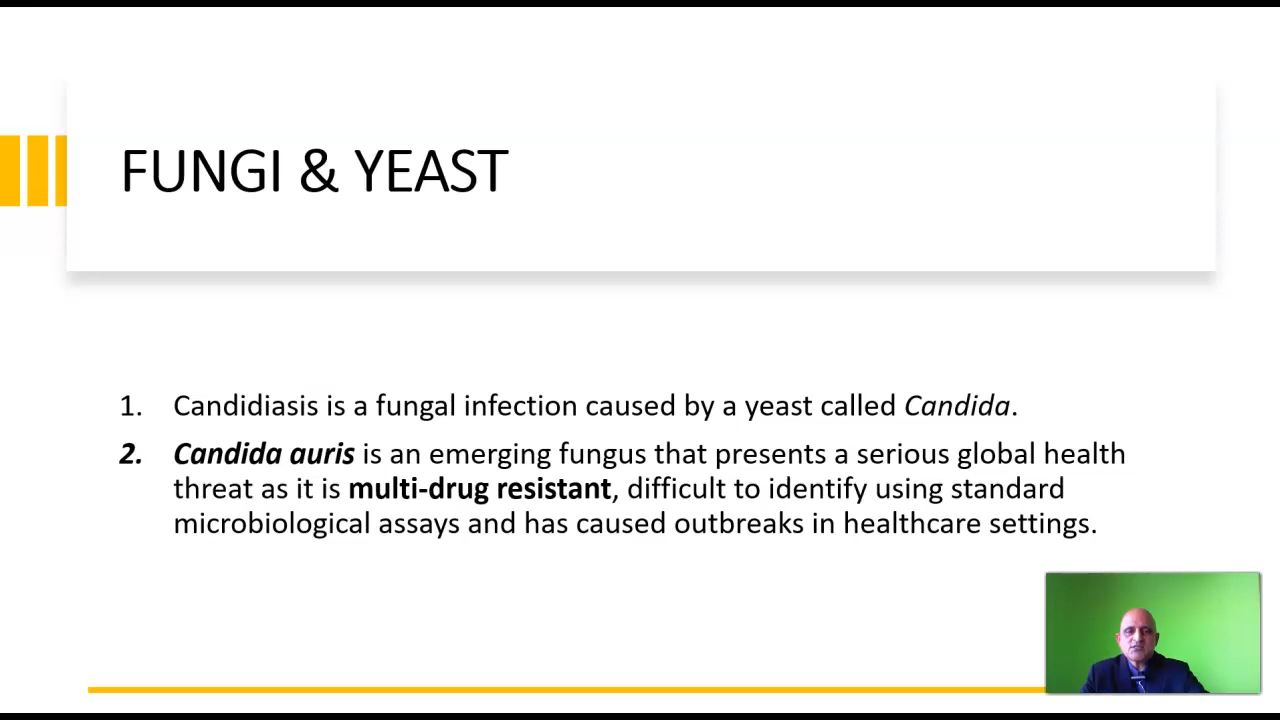 FUNGI & YEAST
1. Candidiasis is a fungal infection caused by a yeast called Candida.
2. Candida auris is an emerging fungus that presents a serious global health
threat as it is multi-drug resistant, difficult to identify using standard
microbiological assays and has caused outbreaks in healthcare settings.